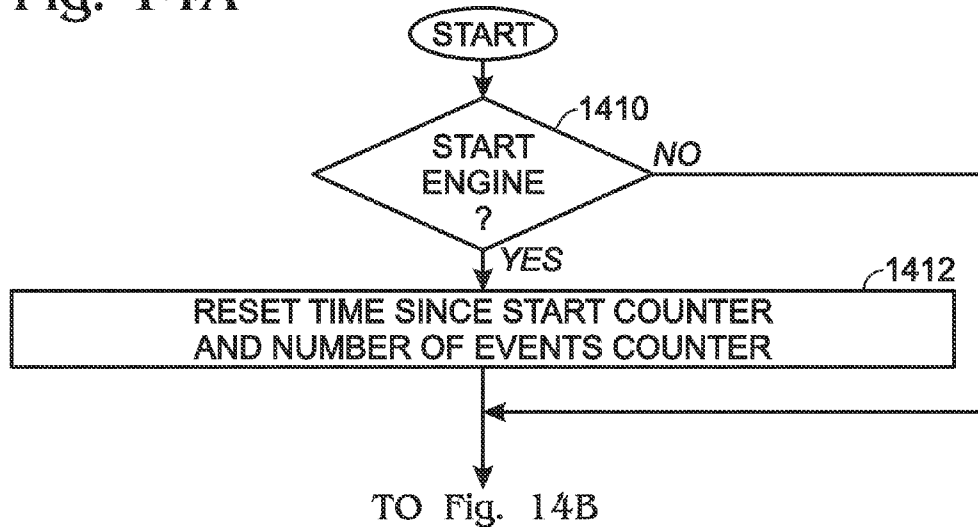 Fig. 14A
START
1410
START
ENGINE
?
NO
YES
1412
RESET TIME SINCE START COUNTER
AND NUMBER OF EVENTS COUNTER
TO Fig. 14B